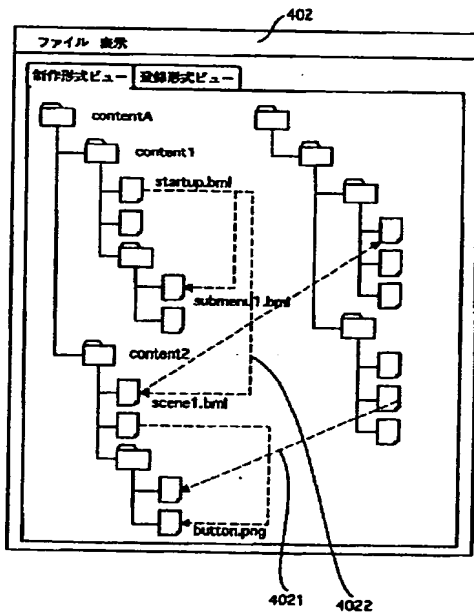 402
ファイル 表示
制作形式ビュー 登録形式ビュー
contentA
content1
startup.bml
submenu1.bml
content2
scene1.bml
button.png
4021
4022